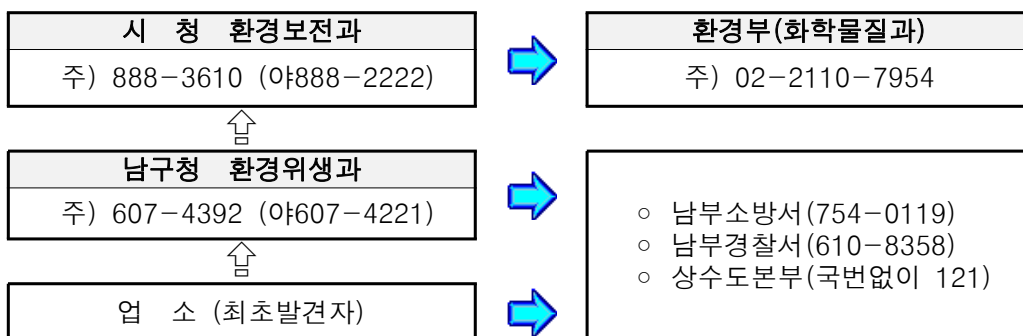 시 청 환경보전과
주) 888-3610 (야888-2222)
환경부(화학물질과)
주) 02-2110-7954
남구청 환경위생과
주) 607-4392 (야607-4221)
○ 남부소방서(754-0119)
○ 남부경찰서(610-8358)
○ 상수도본부(국번없이 121)
업 소 (최초발견자)